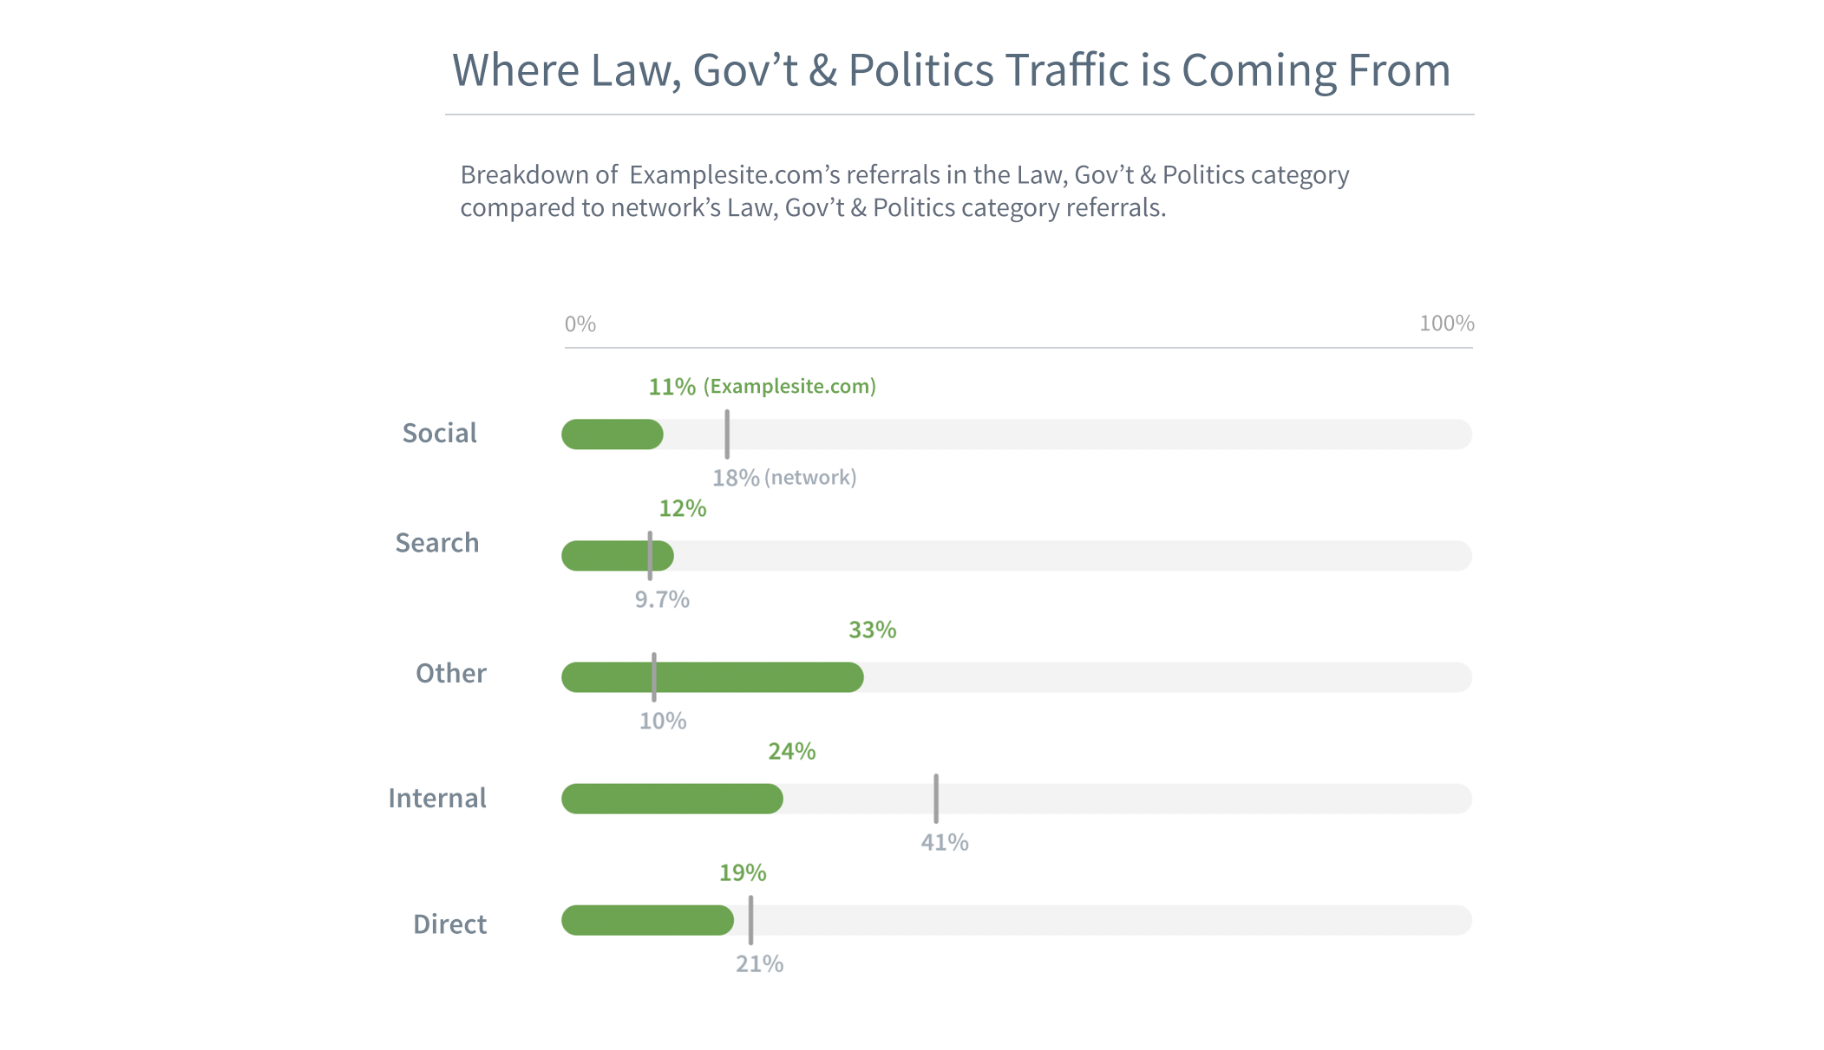 Where Law, Gov’t & Politics Traffic is Coming From
Breakdown of Examplesite.com’s referrals in the Law, Gov’t & Politics category
compared to network’s Law, Gov’t & Politics category referrals.
0% 100%
11% (Examplesite.com)
Social
18% (network)
12%
Search
9.7%
33%
Other
10%
24%
Internal
41%
19%
Direct
21%